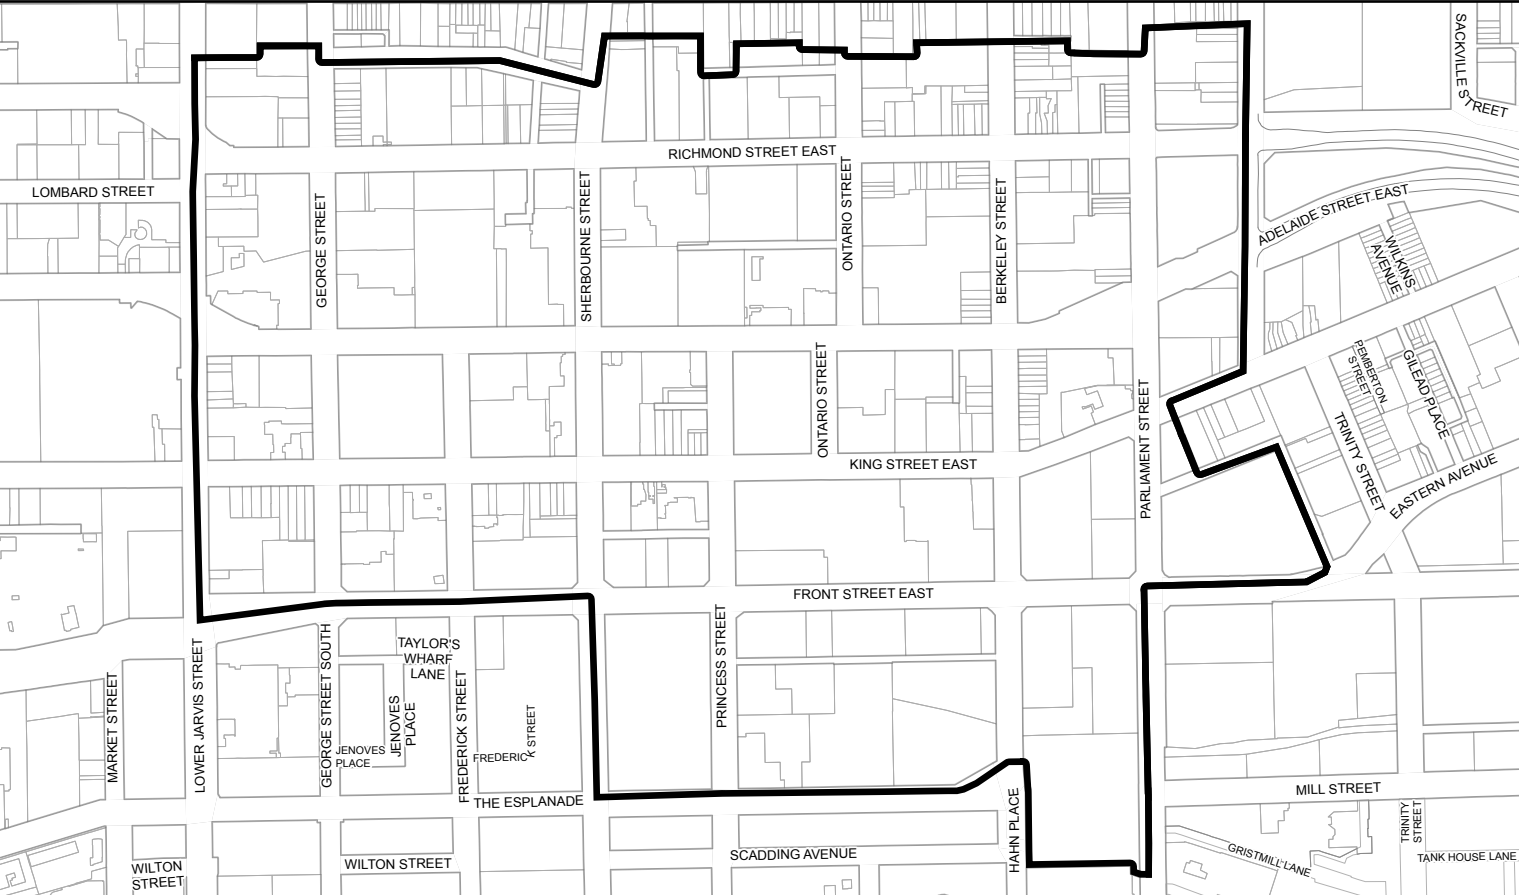 SACKVILLE STREET
RICHMOND STREET EAST
LOMBARD STREET
GEORGE STREET
SHERBOURNE STREET
ONTARIO STREET
BERKELEY STREET
ADELAIDE STREET EAST
WILKINS
AVENUE
PEMBERTON
STREET
GILEAD PLACE
ONTARIO STREET
PARLIAMENT STREET
TRINITY STREET
KING STREET EAST
EASTERN AVENUE
FRONT STREET EAST
MARKET STREET
LOWER JARVIS STREET
GEORGE STREET SOUTH
TAYLOR'S
WHARF
LANE
JENOVES
PLACE
JENOVES
PLACE
FREDERICK STREET
FREDERICK STREET
PRINCESS STREET
THE ESPLANADE
HAHN PLACE
MILL STREET
TRINITY
STREET
WILTON
STREET
WILTON STREET
SCADDING AVENUE
GRISTMILL LANE
TANK HOUSE LANE